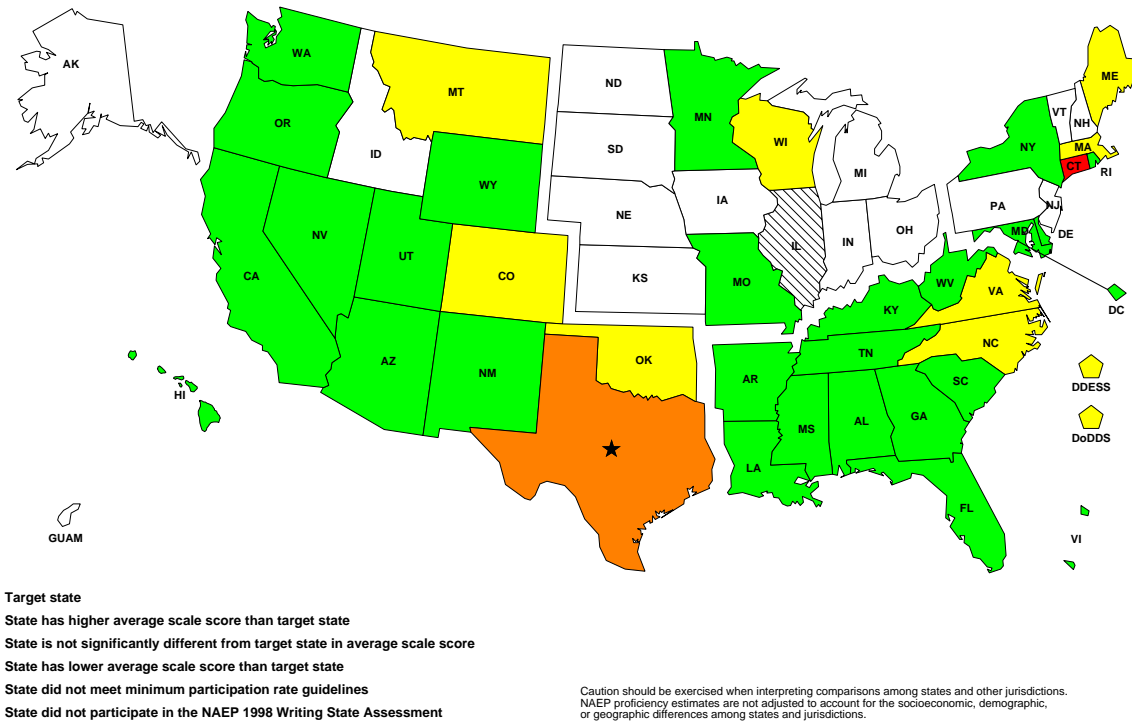 AK
WA
MT
ME
ND
VT
NH
MN
OR
NY
WI
MA
ID
SD
CT
RI
WY
MI
IA
PA
NJ
NE
OH
NV
IL
IN
MD
DE
UT
CA
CO
KS
MO
WV
VA
KY
DC
NC
AZ
OK
TN
NM
AR
SC
DDESS
HI
MS
AL
GA
DoDDS
LA
FL
GUAM
VI
Target state
State has higher average scale score than target state
State is not significantly different from target state in average scale score
State has lower average scale score than target state
State did not meet minimum participation rate guidelines
State did not participate in the NAEP 1998 Writing State Assessment
Caution should be exercised when interpreting comparisons among states and other jurisdictions.
NAEP proficiency estimates are not adjusted to account for the socioeconomic, demographic,
or geographic differences among states and jurisdictions.